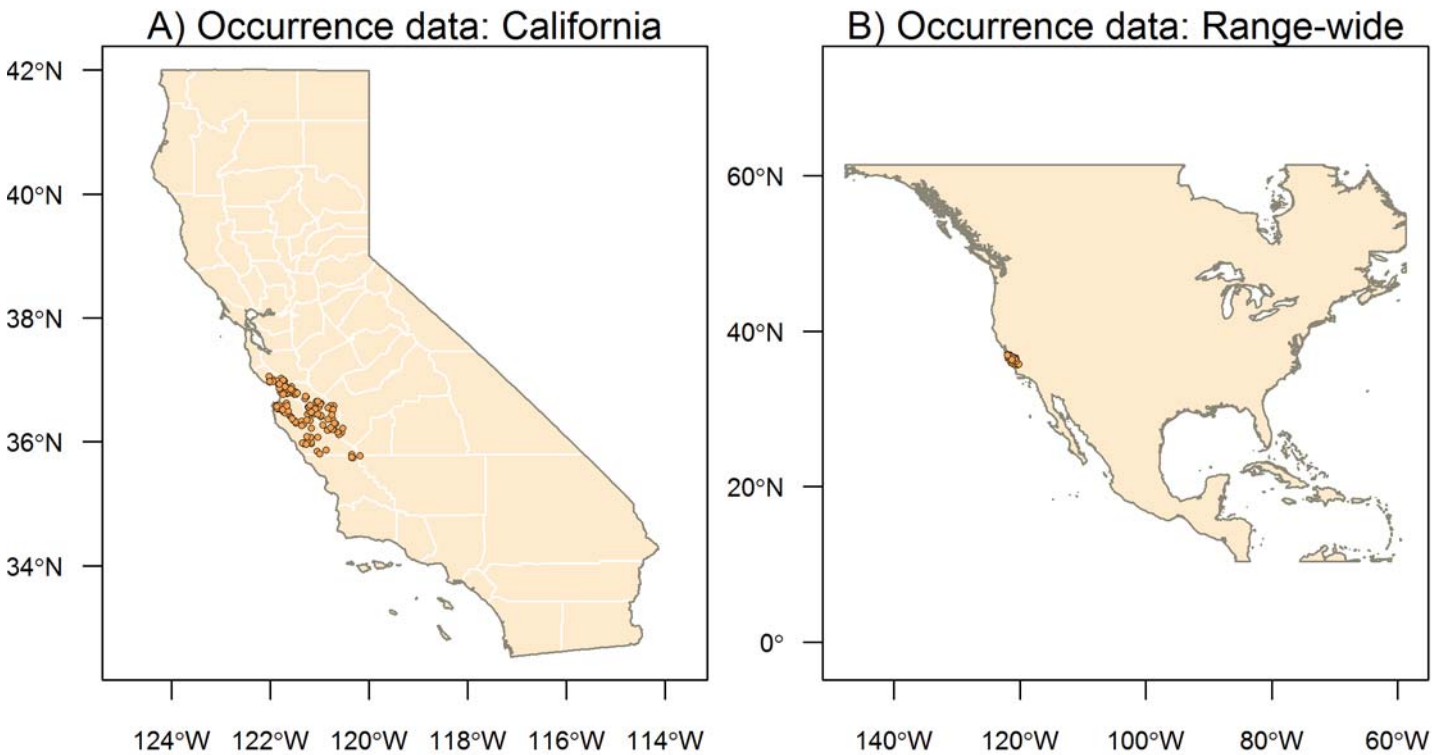 A) Occurrence data: California
42°N
40°N
38°N
36°N
34°N
124°W 122°W 120°W 118°W 116°W 114°W
B) Occurrence data: Range-wide
60°N
40°N
20°N
0°
140°W 120°W 100°W 80°W 60°W